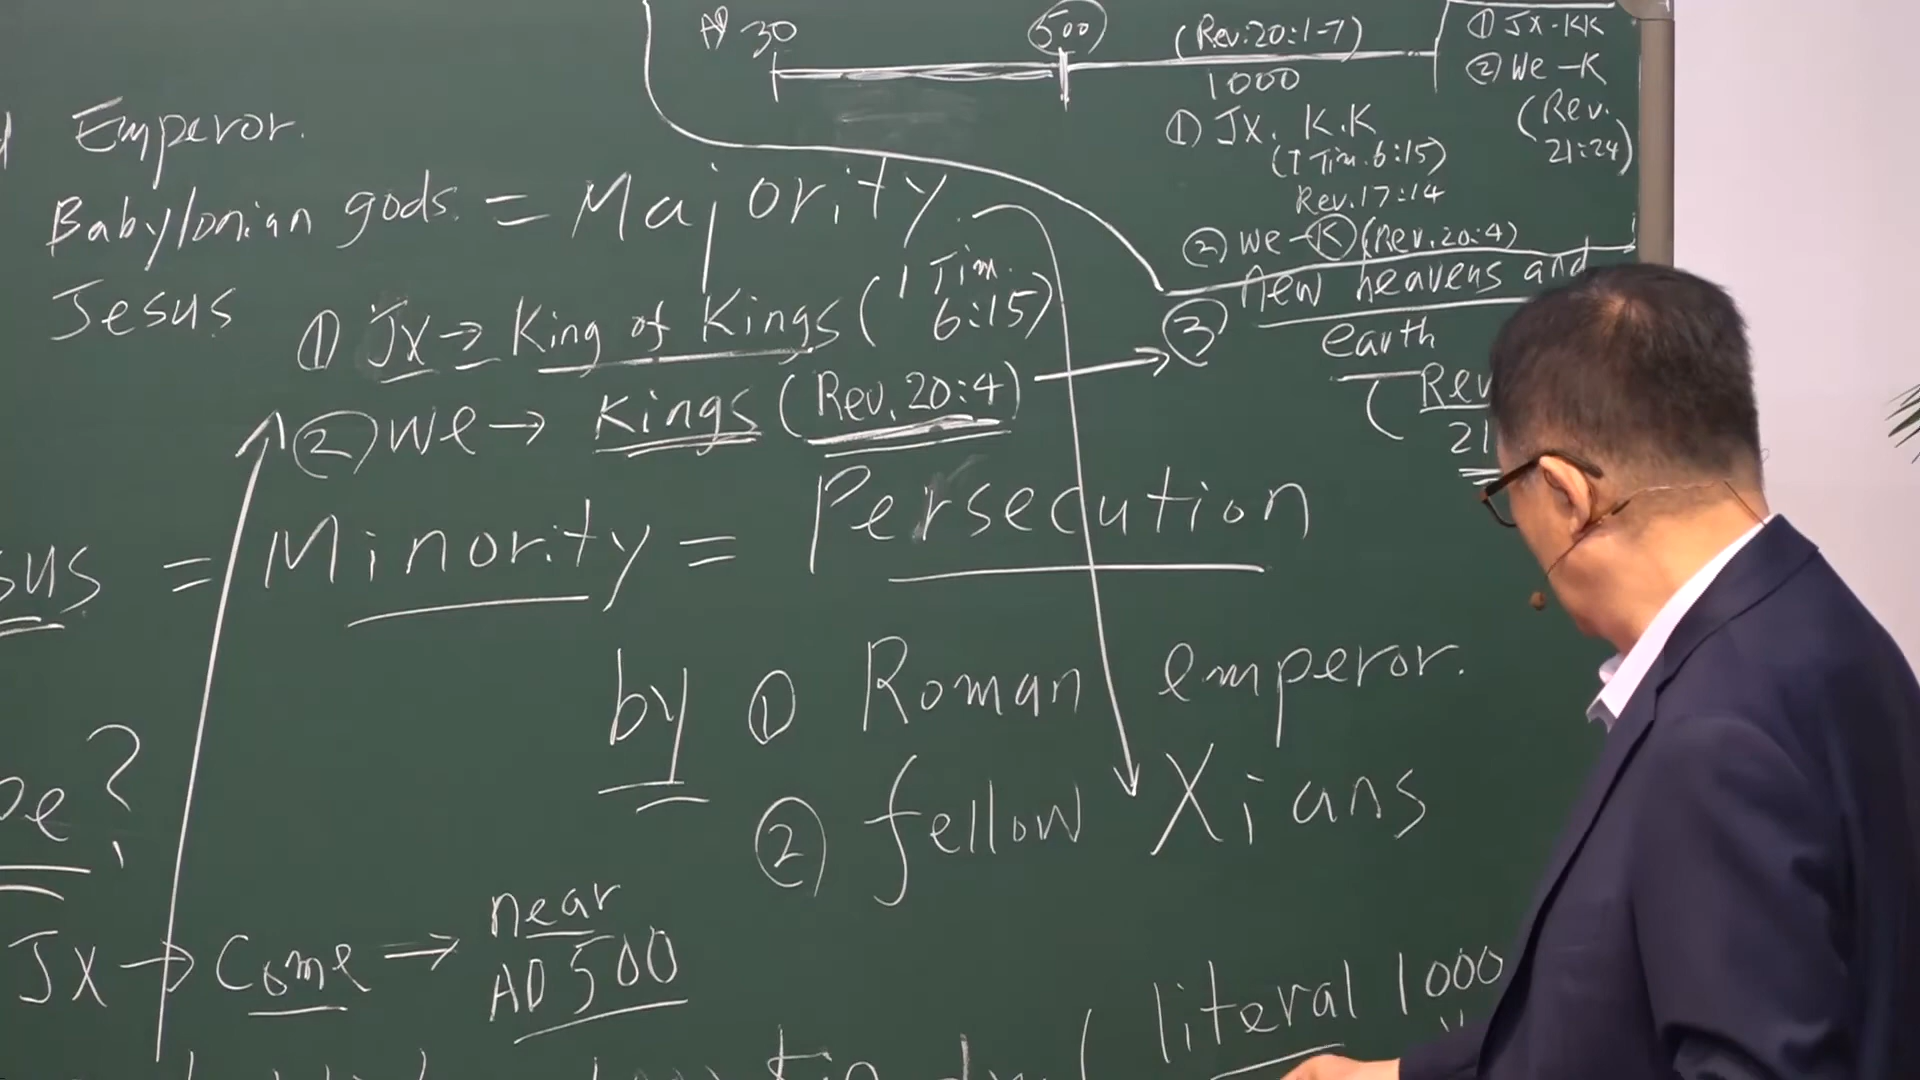 AD 30
500
(Rev. 20:1-7)
1000
① JX. K.K
(1 Tim. 6:15)
Rev. 17:14
② We - K (Rev. 20:4)
① JX - KK
② We - K
(Rev.
21:24)
Emperor.
Babylonian gods. = Majority
Jesus
① JX → King of Kings (1 Tim.
6:15)
② We → Kings (Rev. 20:4) →
③ new heavens and
earth
(Rev
21
= Minority = Persecution
by ① Roman emperor.
② fellow Xians
JX → Come → near
AD 500
(literal 1000